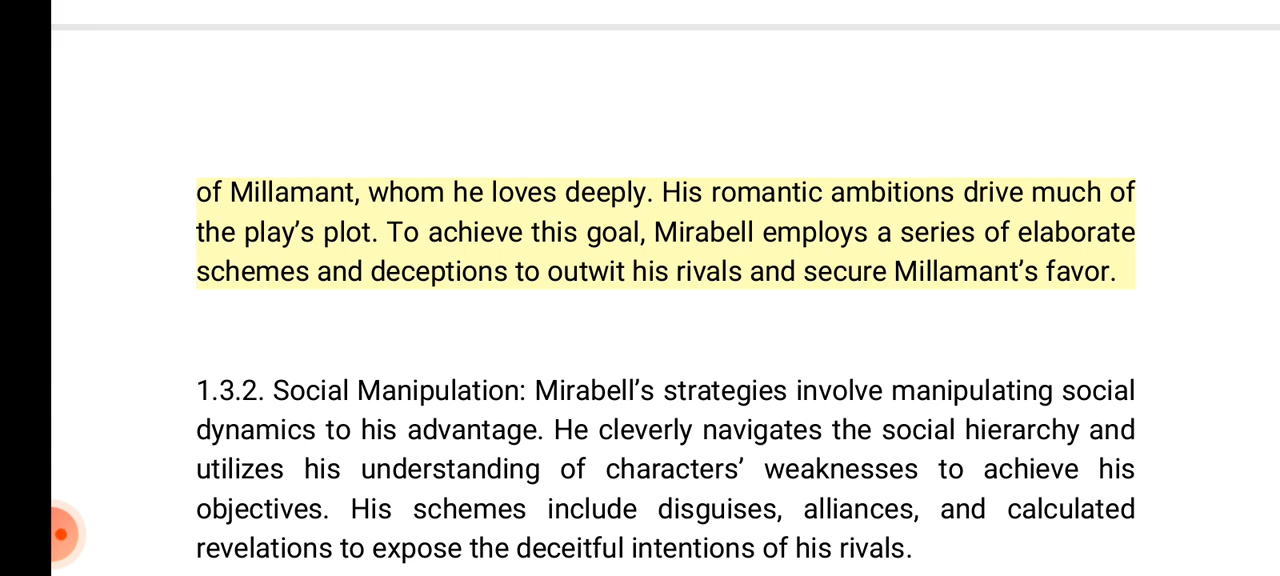 of Millamant, whom he loves deeply. His romantic ambitions drive much of
the play’s plot. To achieve this goal, Mirabell employs a series of elaborate
schemes and deceptions to outwit his rivals and secure Millamant’s favor.
1.3.2. Social Manipulation: Mirabell’s strategies involve manipulating social
dynamics to his advantage. He cleverly navigates the social hierarchy and
utilizes his understanding of characters’ weaknesses to achieve his
objectives. His schemes include disguises, alliances, and calculated
revelations to expose the deceitful intentions of his rivals.